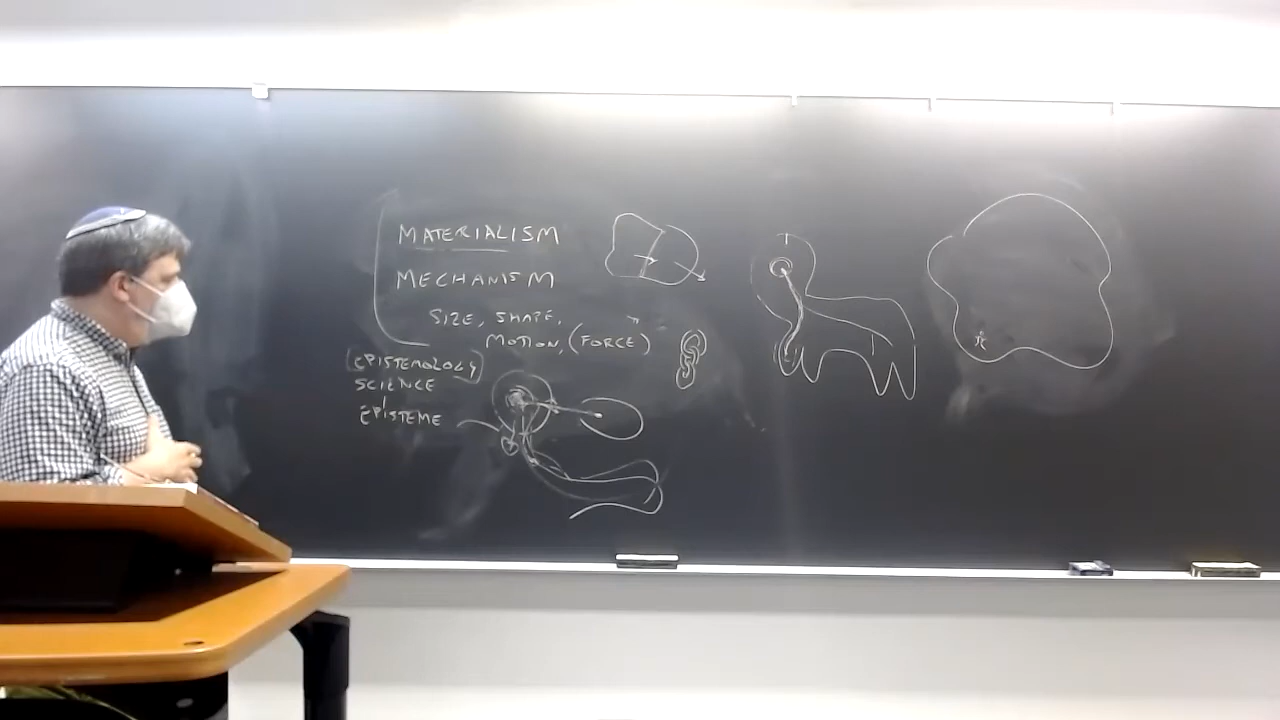 MATERIALISM
MECHANISM
SIZE, SHAPE,
MOTION, (FORCE)
[EPISTEMOLOGY]
SCIENCE
EPISTEME